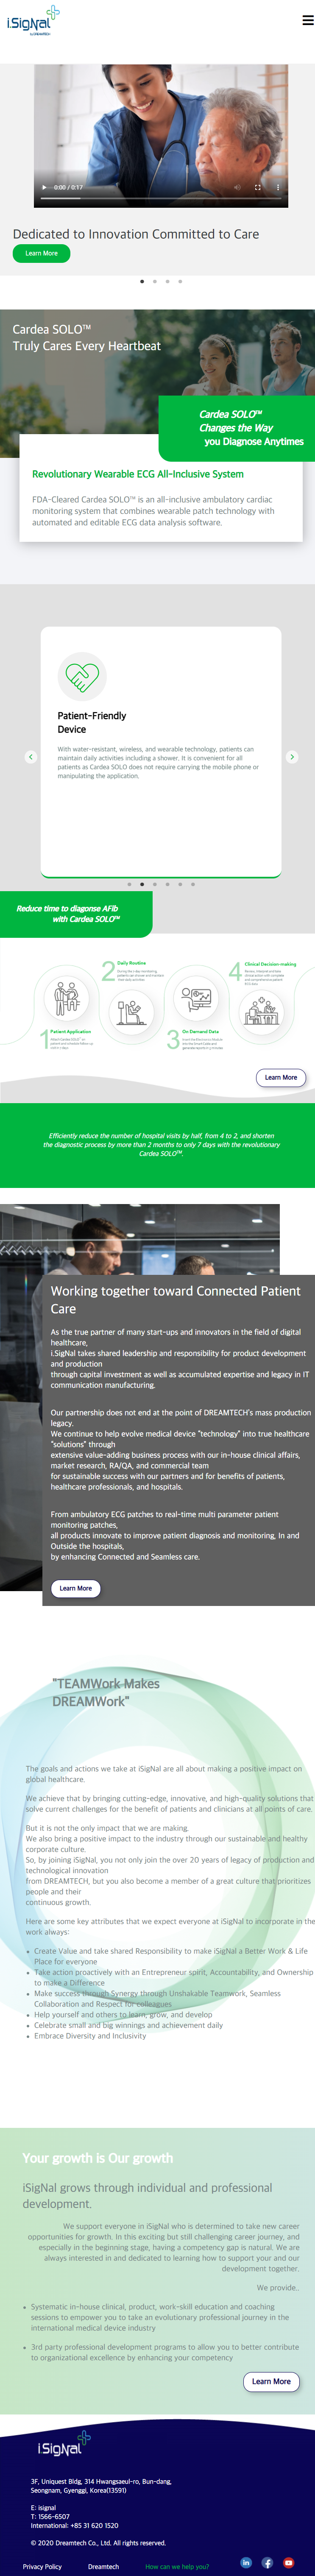 i.SigNal
by DREAMTECH
0:00 / 0:17
Dedicated to Innovation Committed to Care
Learn More
Cardea SOLO™
Truly Cares Every Heartbeat
Cardea SOLO™
Changes the Way
you Diagnose Anytimes
Revolutionary Wearable ECG All-Inclusive System
FDA-Cleared Cardea SOLO™ is an all-inclusive ambulatory cardiac
monitoring system that combines wearable patch technology with
automated and editable ECG data analysis software.
Patient-Friendly
Device
With water-resistant, wireless, and wearable technology, patients can
maintain daily activities including a shower. It is convenient for all
patients as Cardea SOLO does not require carrying the mobile phone or
manipulating the application.
Reduce time to diagonse AFib
with Cardea SOLO™
2 Daily Routine
4 Clinical Decision-making
1 Patient Application
3 On-Demand Data
Learn More
Efficiently reduce the number of hospital visits by half, from 4 to 2, and shorten
the diagnostic process by more than 2 months to only 7 days with the revolutionary
Cardea SOLO™.
Working together toward Connected Patient
Care
As the true partner of many start-ups and innovators in the field of digital
healthcare,
i.SigNal takes shared leadership and responsibility for product development
and production
through capital investment as well as accumulated expertise and legacy in IT
communication manufacturing.
Our partnership does not end at the point of DREAMTECH's mass production
legacy.
We continue to help evolve medical device "technology" into true healthcare
"solutions" through
extensive value-adding business process with our in-house clinical affairs,
market research, RA/QA, and commercial team
for sustainable success with our partners and for benefits of patients,
healthcare professionals, and hospitals.
From ambulatory ECG patches to real-time multi parameter patient
monitoring patches,
all products innovate to improve patient diagnosis and monitoring, In and
Outside the hospitals,
by enhancing Connected and Seamless care.
Learn More
"TEAMWork Makes
DREAMWork"
The goals and actions we take at iSigNal are all about making a positive impact on
global healthcare.
We achieve that by bringing cutting-edge, innovative, and high-quality solutions that
solve current challenges for the benefit of patients and clinicians at all points of care.
But it is not the only impact that we are making.
We also bring a positive impact to the industry through our sustainable and healthy
corporate culture.
So, by joining iSigNal, you not only join the over 20 years of legacy of production and
technological innovation
from DREAMTECH, but you also become a member of a great culture that prioritizes
people and their
continuous growth.
Here are some key attributes that we expect everyone at iSigNal to incorporate in the
work always:
• Create Value and take shared Responsibility to make iSigNal a Better Work & Life
Place for everyone
• Take action proactively with an Entrepreneur spirit, Accountability, and Ownership
to make a Difference
• Make success through Synergy through Unshakable Teamwork, Seamless
Collaboration and Respect for colleagues
• Help yourself and others to learn, grow, and develop
• Celebrate small and big winnings and achievement daily
• Embrace Diversity and Inclusivity
Your growth is Our growth
iSigNal grows through individual and professional
development.
We support everyone in iSigNal who is determined to take new career
opportunities for growth. In this exciting but still challenging career journey, and
especially in the beginning stage, having a competency gap is natural. We are
always interested in and dedicated to learning how to support your and our
development together.
We provide..
• Systematic in-house clinical, product, work-skill education and coaching
sessions to empower you to take an evolutionary professional journey in the
international medical device industry
• 3rd party professional development programs to allow you to better contribute
to organizational excellence by enhancing your competency
Learn More
i.SigNal
3F, Uniquest Bldg, 314 Hwangsaeul-ro, Bun-dang,
Seongnam, Gyenggi, Korea(13591)
E: isignal
T: 1566-6507
International: +85 31 620 1520
© 2020 Dreamtech Co., Ltd. All rights reserved.
Privacy Policy
Dreamtech
How can we help you?